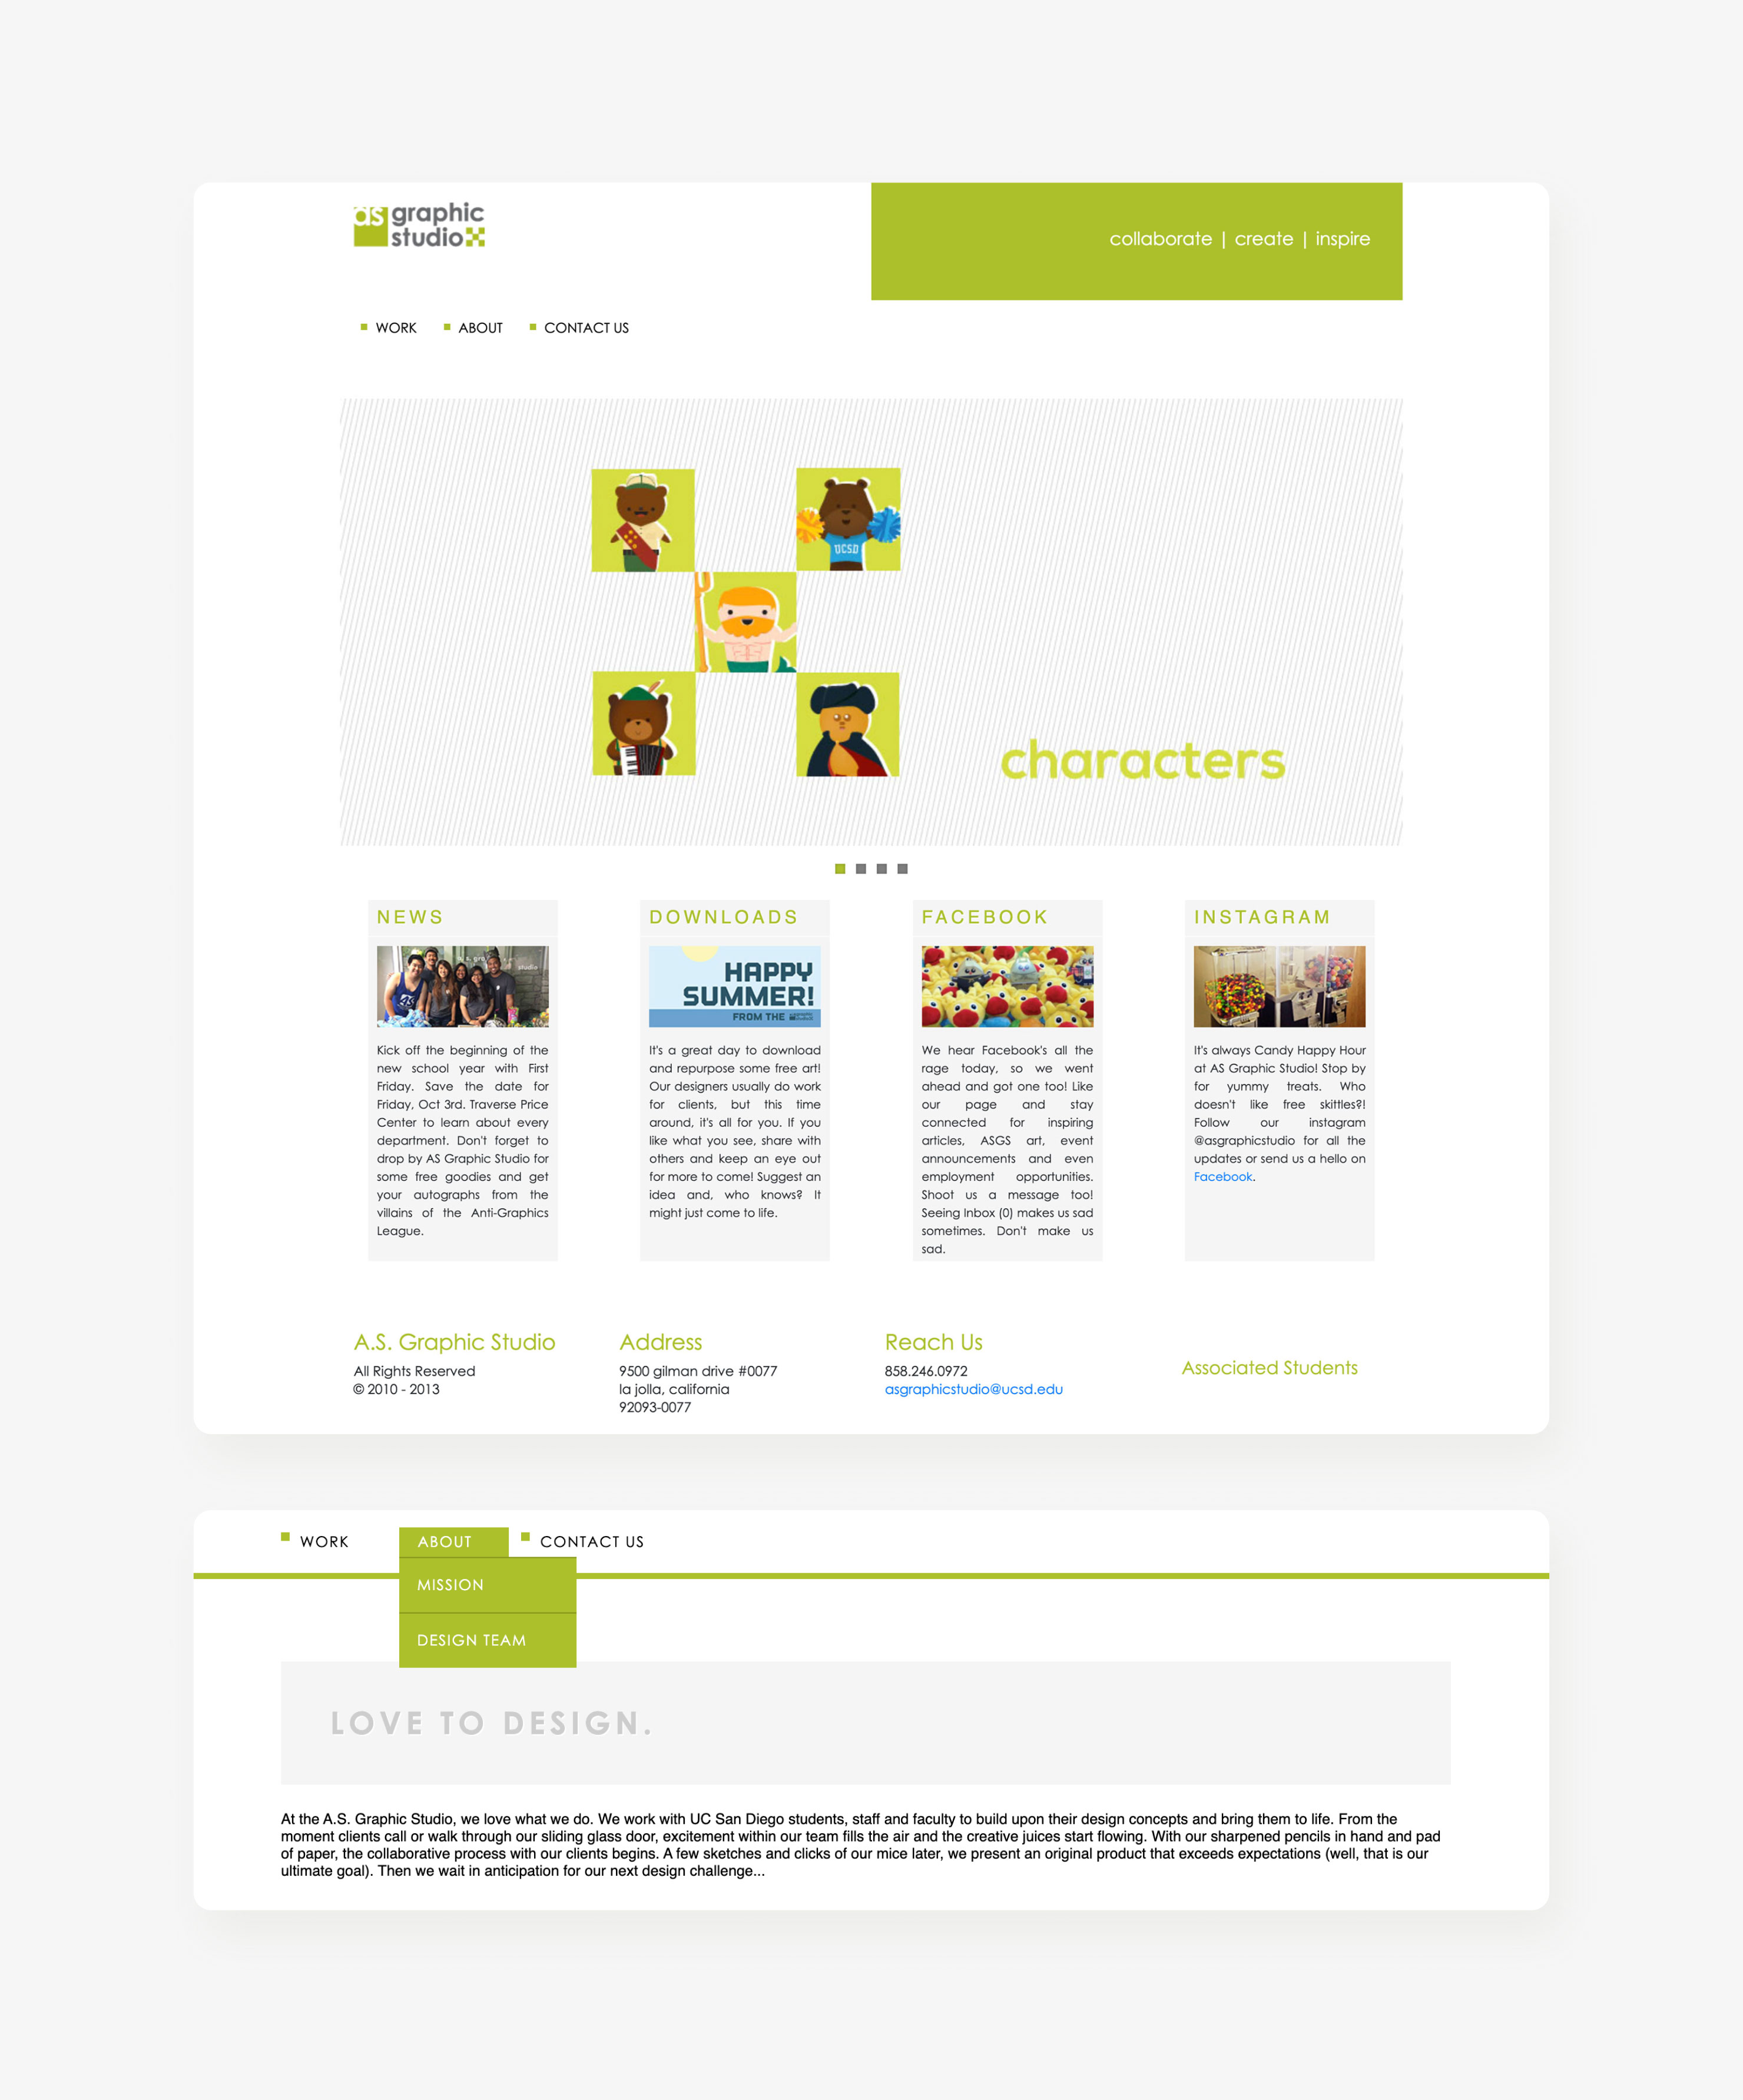 as graphic
studio
collaborate | create | inspire
WORK ABOUT CONTACT US
UCSD
characters
NEWS
Kick off the beginning of the
new school year with First
Friday. Save the date for
Friday, Oct 3rd. Traverse Price
Center to learn about every
department. Don't forget to
drop by AS Graphic Studio for
some free goodies and get
your autographs from the
villains of the Anti-Graphics
League.
DOWNLOADS
HAPPY
SUMMER!
FROM THE
It's a great day to download
and repurpose some free art!
Our designers usually do work
for clients, but this time
around, it's all for you. If you
like what you see, share with
others and keep an eye out
for more to come! Suggest an
idea and, who knows? It
might just come to life.
FACEBOOK
We hear Facebook's all the
rage today, so we went
ahead and got one too! Like
our page and stay
connected for inspiring
articles, ASGS art, event
announcements and even
employment opportunities.
Shoot us a message too!
Seeing Inbox (0) makes us sad
sometimes. Don't make us
sad.
INSTAGRAM
It's always Candy Happy Hour
at AS Graphic Studio! Stop by
for yummy treats. Who
doesn't like free skittles?!
Follow our instagram
@asgraphicstudio for all the
updates or send us a hello on
Facebook.
A.S. Graphic Studio
All Rights Reserved
© 2010 - 2013
Address
9500 gilman drive #0077
la jolla, california
92093-0077
Reach Us
858.246.0972
asgraphicstudio@ucsd.edu
Associated Students
WORK ABOUT CONTACT US
MISSION
DESIGN TEAM
LOVE TO DESIGN.
At the A.S. Graphic Studio, we love what we do. We work with UC San Diego students, staff and faculty to build upon their design concepts and bring them to life. From the
moment clients call or walk through our sliding glass door, excitement within our team fills the air and the creative juices start flowing. With our sharpened pencils in hand and pad
of paper, the collaborative process with our clients begins. A few sketches and clicks of our mice later, we present an original product that exceeds expectations (well, that is our
ultimate goal). Then we wait in anticipation for our next design challenge...